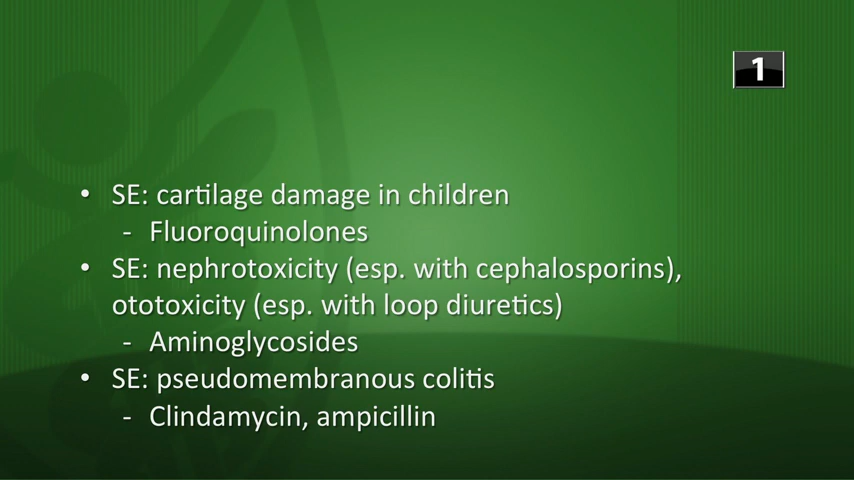 1
• SE: cartilage damage in children
- Fluoroquinolones
• SE: nephrotoxicity (esp. with cephalosporins),
ototoxicity (esp. with loop diuretics)
- Aminoglycosides
• SE: pseudomembranous colitis
- Clindamycin, ampicillin